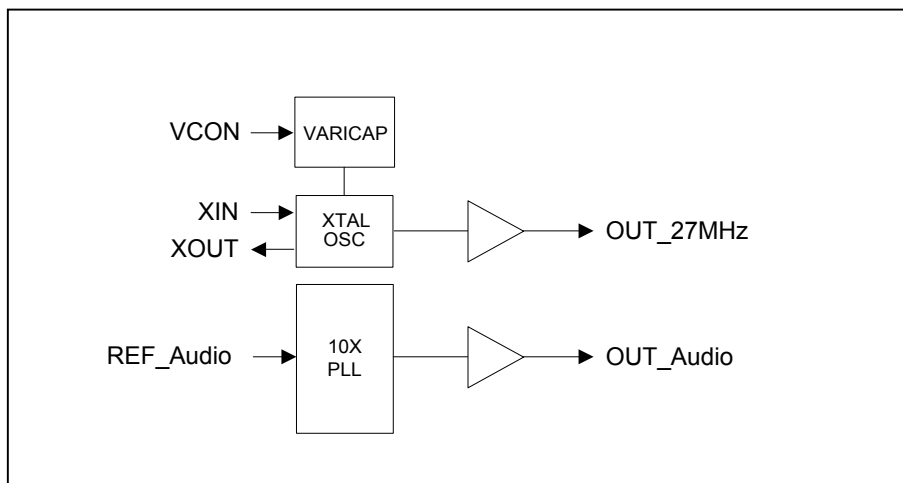 VCON
VARICAP
XIN
XTAL
OSC
XOUT
OUT_27MHz
REF_Audio
10X
PLL
OUT_Audio